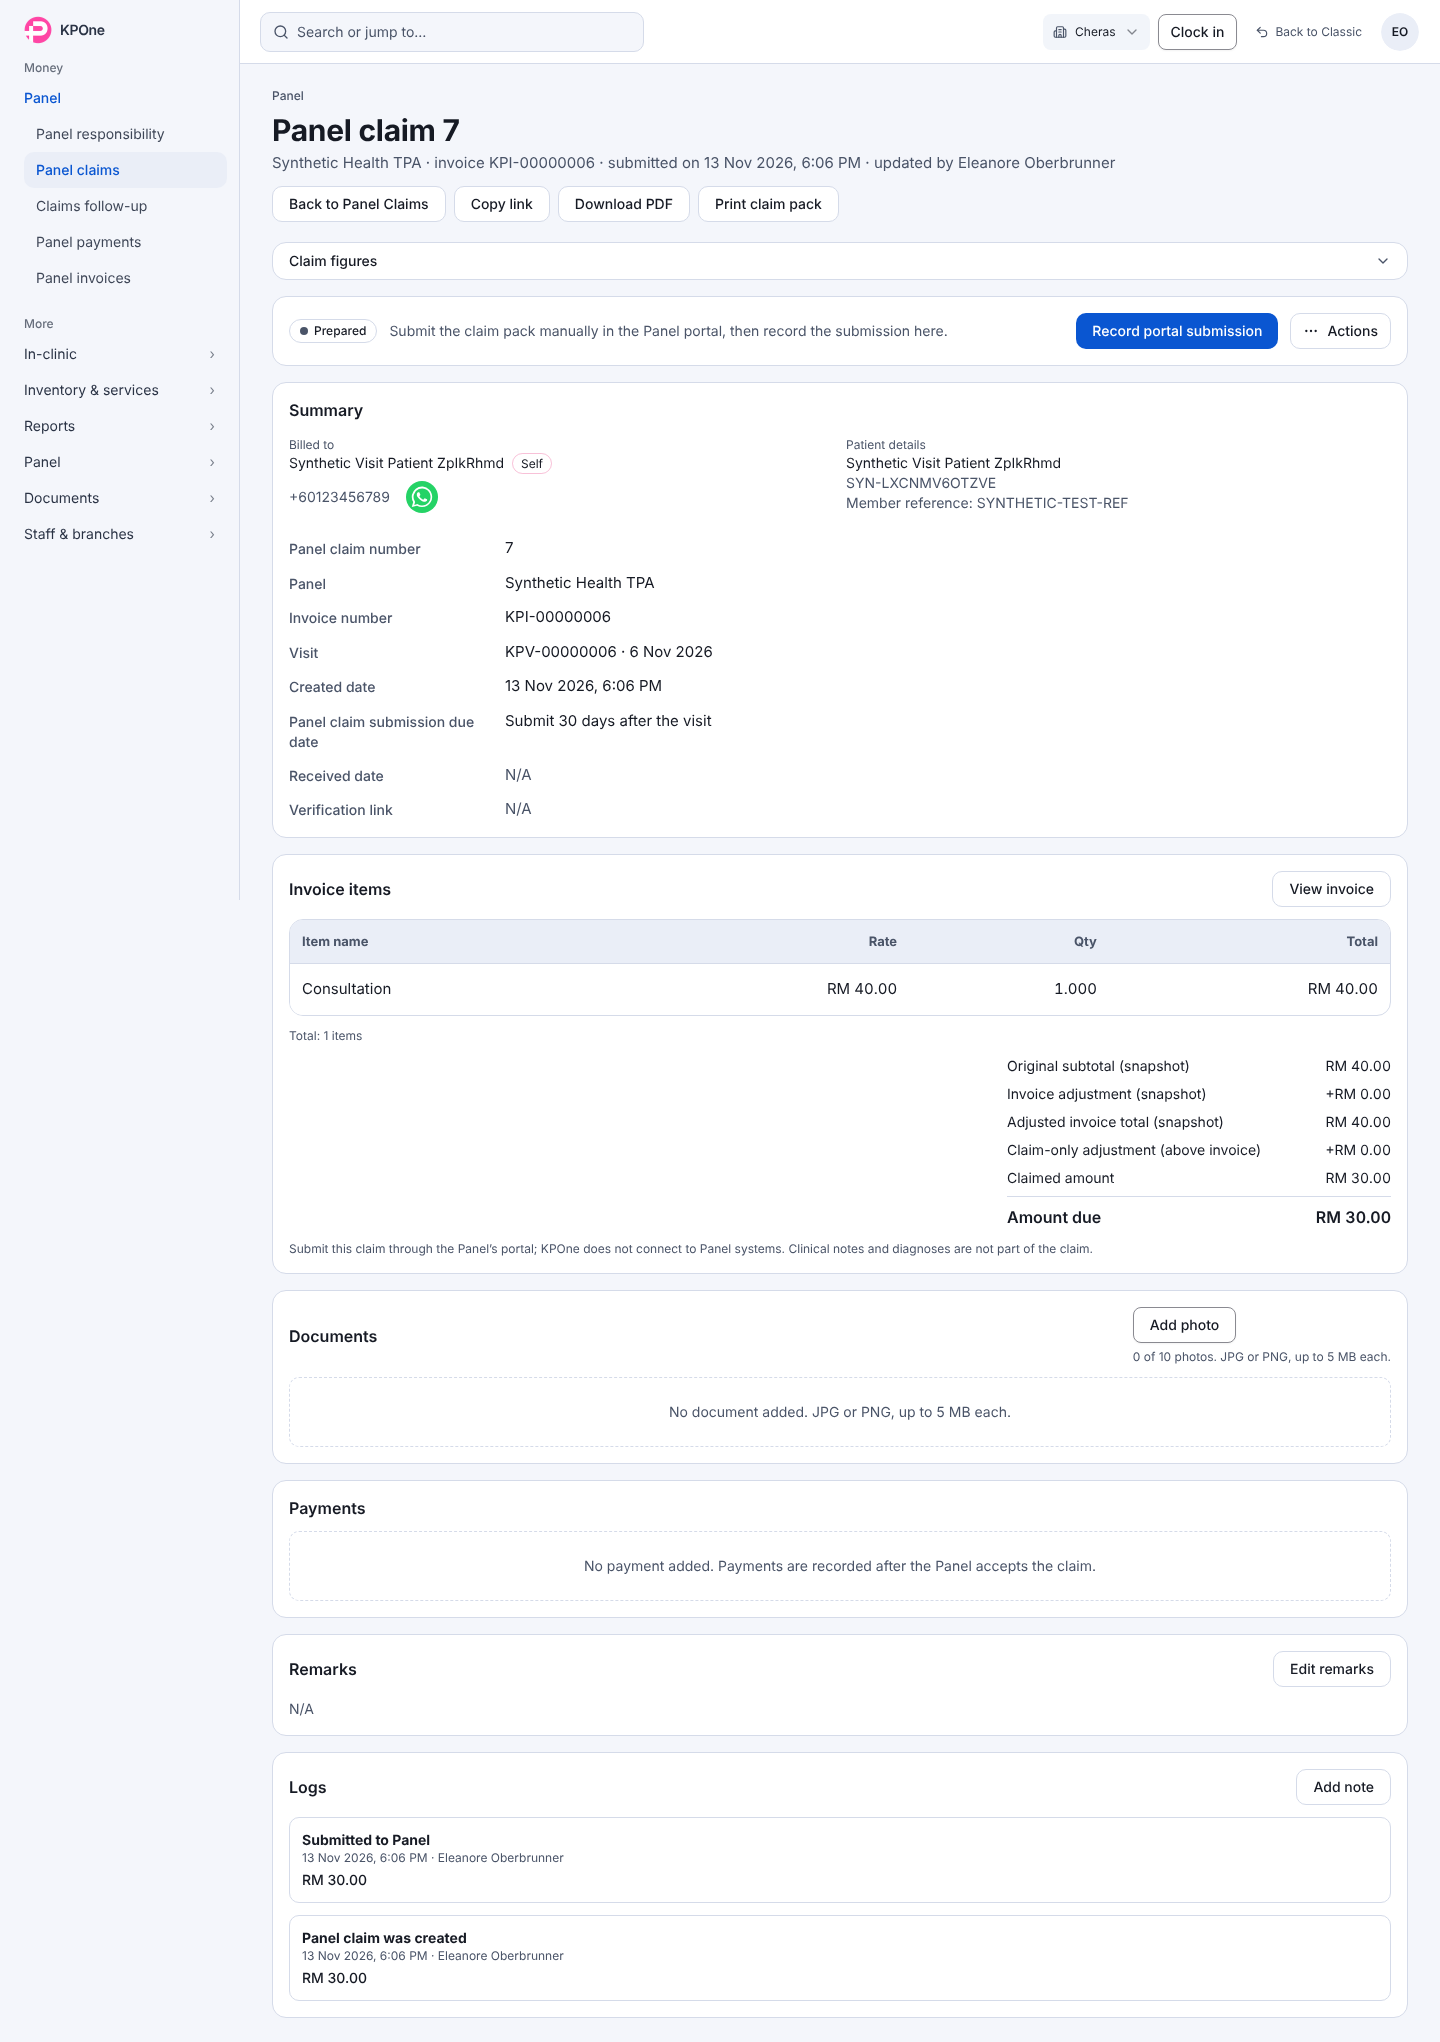 KPOne
Money
Panel
Panel responsibility
Panel claims
Claims follow-up
Panel payments
Panel invoices
More
In-clinic
Inventory & services
Reports
Panel
Documents
Staff & branches
Search or jump to...
Cheras
Clock in
Back to Classic
EO
Panel
Panel claim 7
Synthetic Health TPA · invoice KPI-00000006 · submitted on 13 Nov 2026, 6:06 PM · updated by Eleanore Oberbrunner
Back to Panel Claims
Copy link
Download PDF
Print claim pack
Claim figures
Prepared
Submit the claim pack manually in the Panel portal, then record the submission here.
Record portal submission
Actions
Summary
Billed to
Synthetic Visit Patient ZplkRhmd
Self
+60123456789
Patient details
Synthetic Visit Patient ZplkRhmd
SYN-LXCNMV6OTZVE
Member reference: SYNTHETIC-TEST-REF
Panel claim number
7
Panel
Synthetic Health TPA
Invoice number
KPI-00000006
Visit
KPV-00000006 · 6 Nov 2026
Created date
13 Nov 2026, 6:06 PM
Panel claim submission due
date
Submit 30 days after the visit
Received date
N/A
Verification link
N/A
Invoice items
View invoice
Item name Rate Qty Total
Consultation RM 40.00 1.000 RM 40.00
Total: 1 items
Original subtotal (snapshot) RM 40.00
Invoice adjustment (snapshot) +RM 0.00
Adjusted invoice total (snapshot) RM 40.00
Claim-only adjustment (above invoice) +RM 0.00
Claimed amount RM 30.00
Amount due RM 30.00
Submit this claim through the Panel's portal; KPOne does not connect to Panel systems. Clinical notes and diagnoses are not part of the claim.
Documents
Add photo
0 of 10 photos. JPG or PNG, up to 5 MB each.
No document added. JPG or PNG, up to 5 MB each.
Payments
No payment added. Payments are recorded after the Panel accepts the claim.
Remarks
Edit remarks
N/A
Logs
Add note
Submitted to Panel
13 Nov 2026, 6:06 PM · Eleanore Oberbrunner
RM 30.00
Panel claim was created
13 Nov 2026, 6:06 PM · Eleanore Oberbrunner
RM 30.00